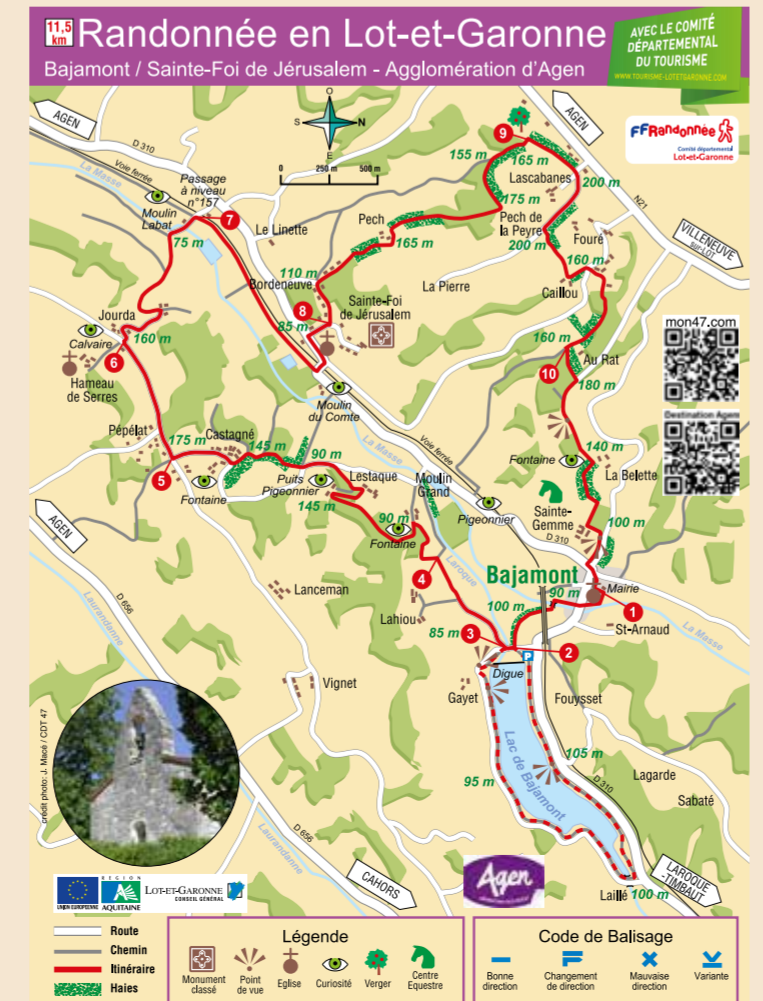 11,5
km
Randonnée en Lot-et-Garonne
Bajamont / Sainte-Foi de Jérusalem - Agglomération d'Agen
AVEC LE COMITÉ
DÉPARTEMENTAL
DU TOURISME
WWW.TOURISME-LOTETGARONNE.COM
FFRandonnée
Comité départemental
Lot-et-Garonne
AGEN
D 310
La Masse
Voie ferrée
Passage
à niveau
n°157
Moulin
Labat
7
75 m
O
S
N
E
0
250 m
500 m
AGEN
9
155 m
165 m
Lascabanes
200 m
175 m
N21
Pech de
la Peyre
200 m
Fouré
160 m
VILLENEUVE
sur-LOT
Le Linette
Pech
165 m
110 m
Bordeneuve
La Pierre
Caillou
8
85 m
Sainte-Foi
de Jérusalem
mon47.com
Jourda
160 m
Calvaire
6
Hameau
de Serres
160 m
Au Rat
10
180 m
Destination Agen
Moulin
du Comte
La Masse
Voie ferrée
Pépélat
175 m
Castagné
145 m
90 m
5
Fontaine
Puits
Pigeonnier
145 m
Lestaque
Moulin
Grand
90 m
Fontaine
Pigeonnier
140 m
Fontaine
La Belette
Sainte-
Gemme
100 m
D 310
AGEN
D 656
Laurandanne
Lanceman
4
Laroque
Lahiou
85 m
3
Bajamont
90 m
100 m
Mairie
1
St-Arnaud
La Masse
2
P
Digue
Gayet
Fouysset
Vignet
Lac de Bajamont
95 m
105 m
D 310
Lagarde
Sabaté
Laurandanne
D 656
CAHORS
Agen
LAROQUE
-TIMBAUT
Laillé
100 m
crédit photo: J. Macé / CDT 47
UNION EUROPEENNE
REGION
AQUITAINE
LOT-ET-GARONNE
CONSEIL GÉNÉRAL
Route
Chemin
Itinéraire
Haies
Légende
Monument
classé
Point
de vue
Eglise
Curiosité
Verger
Centre
Equestre
Code de Balisage
Bonne
direction
Changement
de direction
Mauvaise
direction
Variante